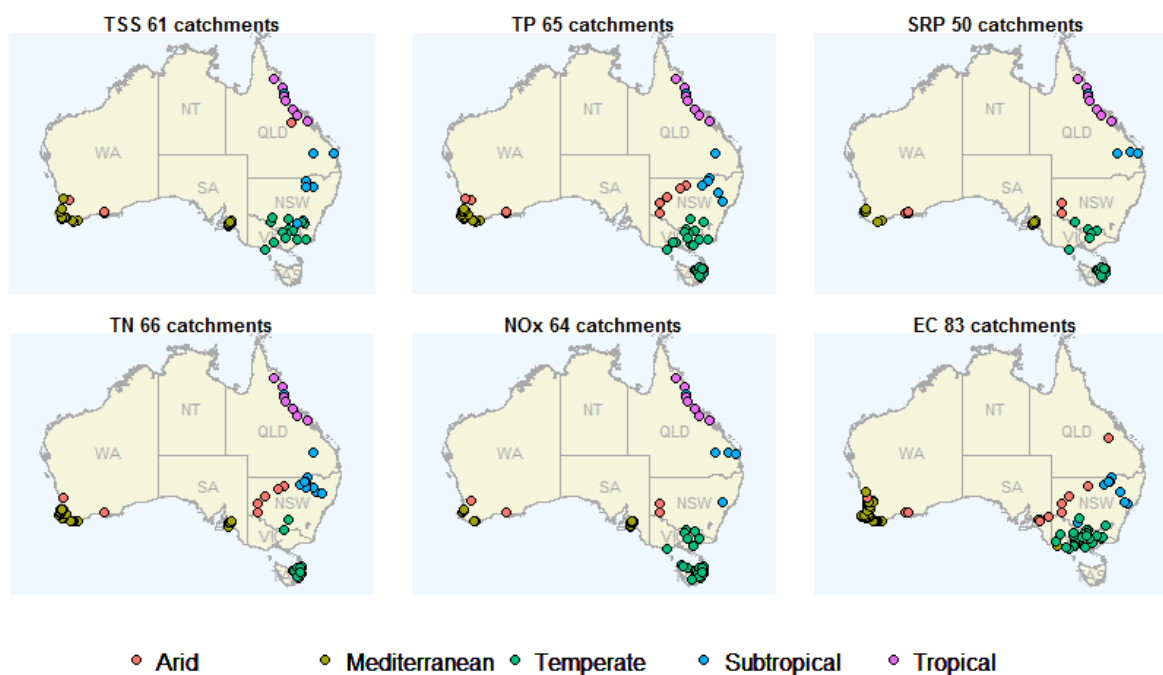 TSS 61 catchments
TP 65 catchments
SRP 50 catchments
NT
QLD
WA
SA
NSW
NT
QLD
WA
SA
NSW
NT
QLD
WA
SA
NSW
TN 66 catchments
NOx 64 catchments
EC 83 catchments
NT
QLD
WA
SA
NSW
NT
QLD
WA
SA
NSW
NT
QLD
WA
SA
NSW
TAS
Arid Mediterranean Temperate Subtropical Tropical